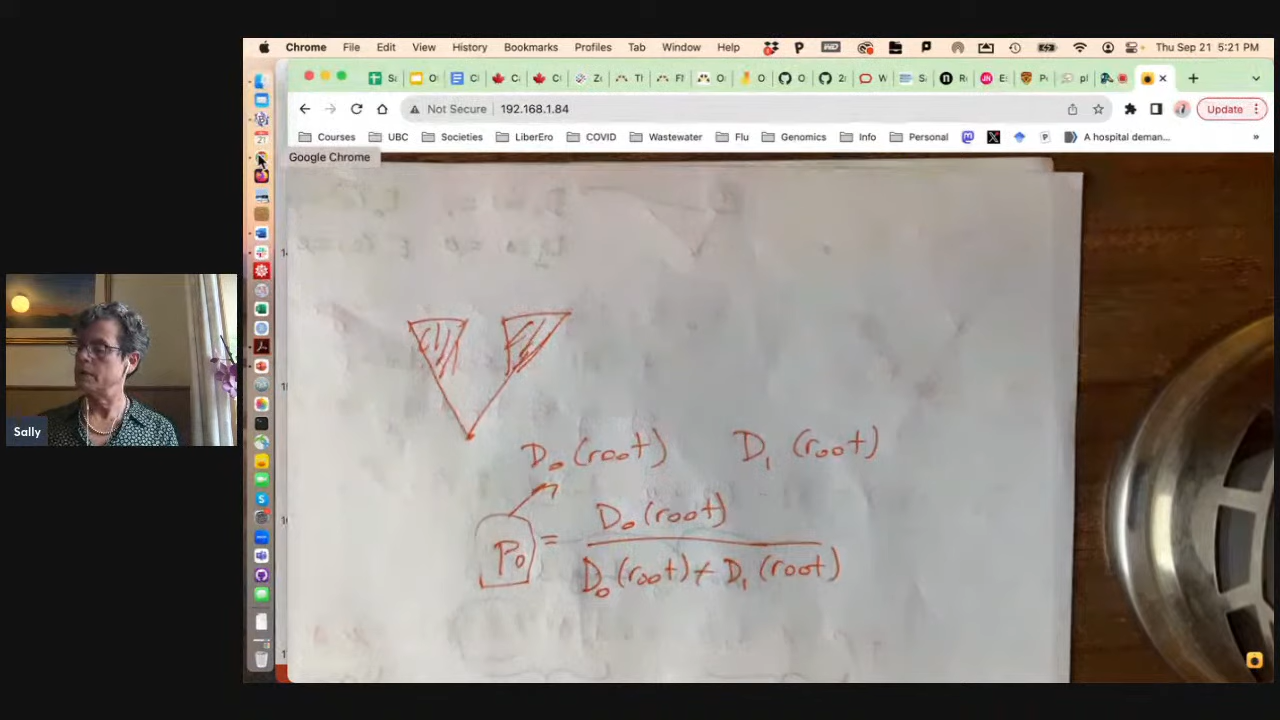 Chrome File Edit View History Bookmarks Profiles Tab Window Help Thu Sep 21 5:21 PM
Not Secure 192.168.1.84 Update
Courses UBC Societies LiberEro COVID Wastewater Flu Genomics Info Personal A hospital deman...
Google Chrome
D₀ (root) D₁ (root)
P₀ = D₀ (root)
D₀ (root) + D₁ (root)
Sally